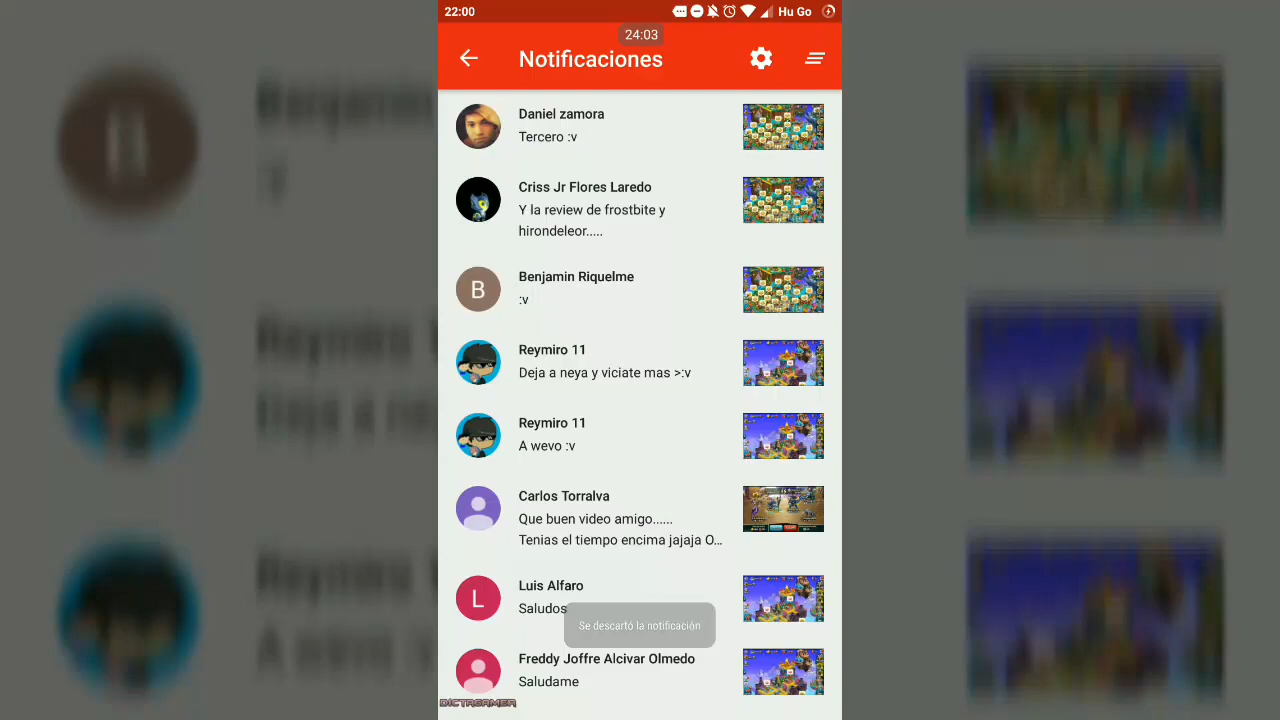 22:00
Hu Go
24:03
Notificaciones
Daniel zamora
Tercero :v
Criss Jr Flores Laredo
Y la review de frostbite y
hirondeleor.....
B
Benjamin Riquelme
:v
Reymiro 11
Deja a neya y viciate mas >:v
Reymiro 11
A wevo :v
Carlos Torralva
Que buen video amigo......
Tenias el tiempo encima jajaja O...
L
Luis Alfaro
Saludos
Se descartó la notificación
Freddy Joffre Alcivar Olmedo
Saludame
DICTAGAMER